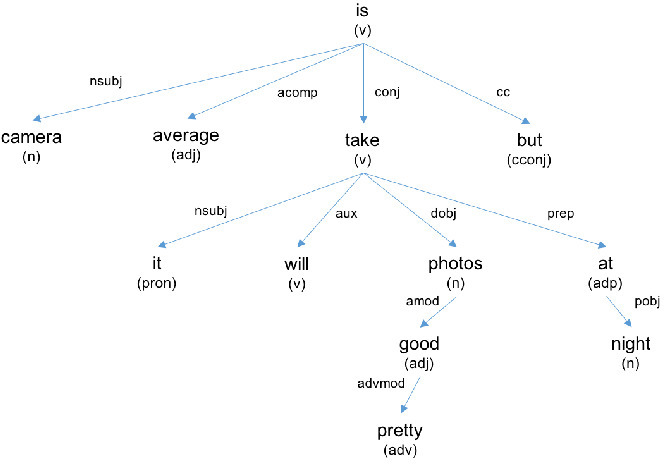 is
(v)
nsubj acomp conj cc
camera average take but
(n) (adj) (v) (cconj)
nsubj aux dobj prep
it will photos at
(pron) (v) (n) (adp)
amod pobj
good night
(adj) (n)
advmod
pretty
(adv)